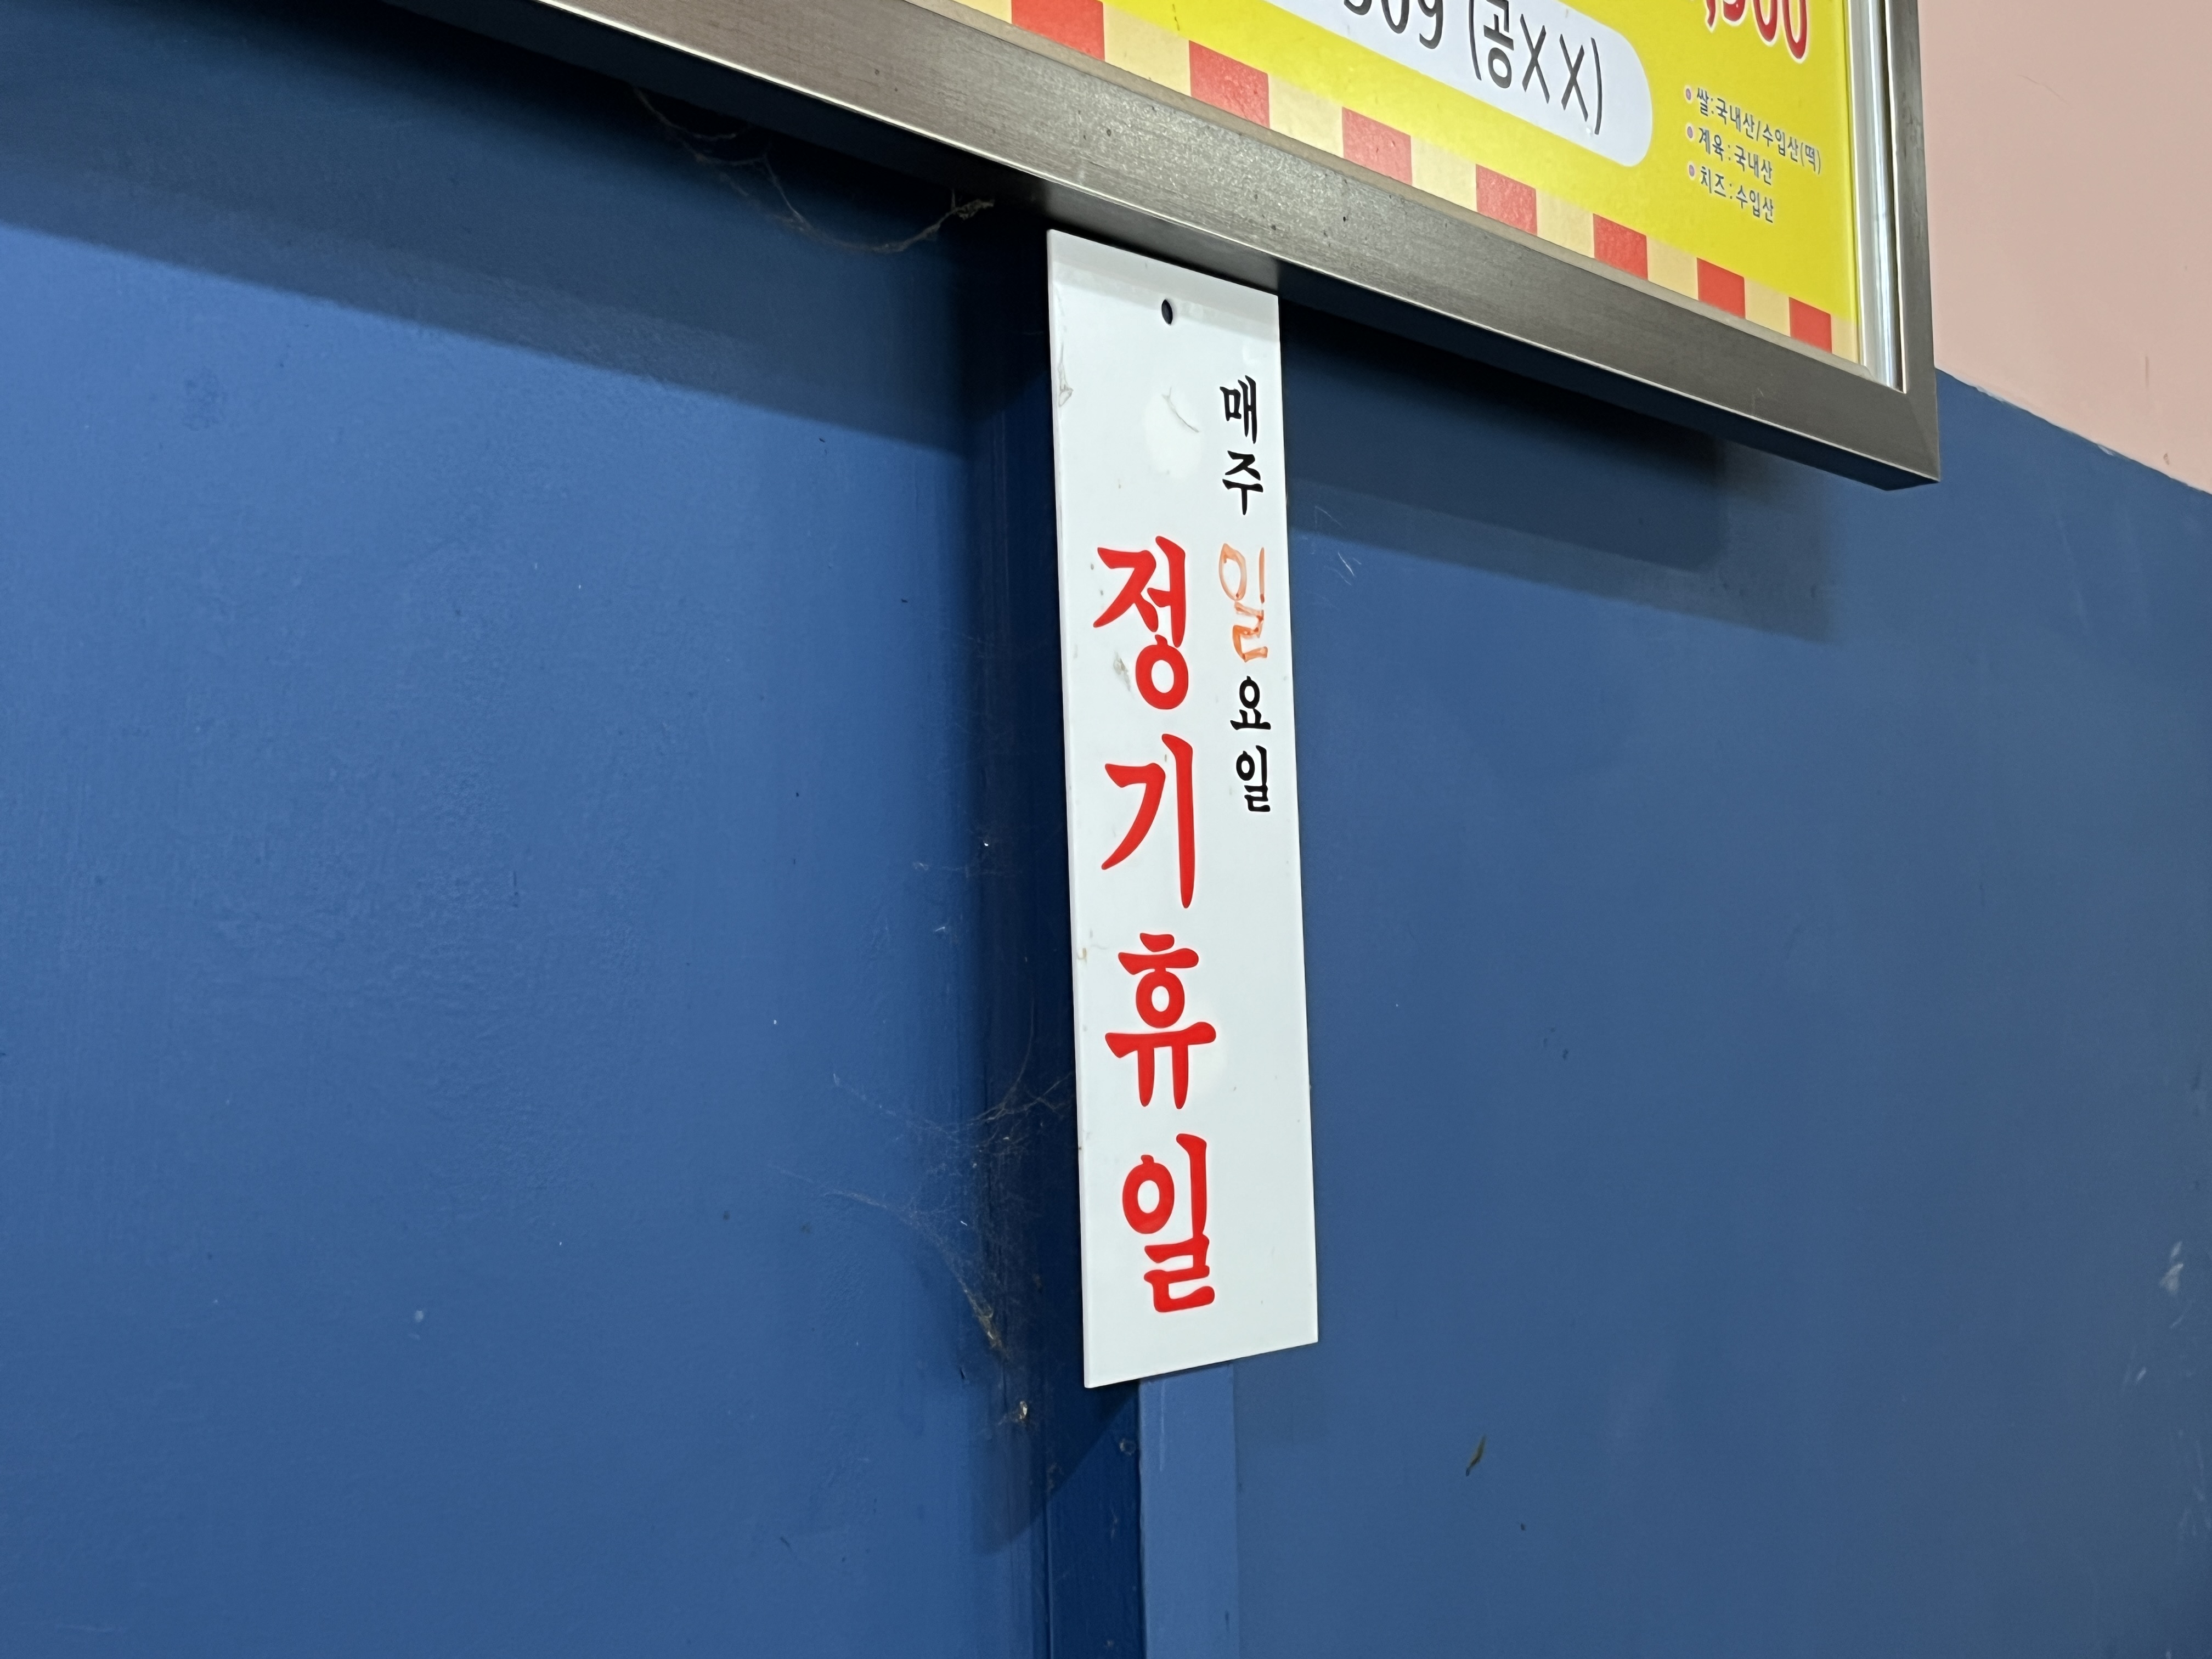 (공XX)
쌀:국내산/수입산(떡)
계육:국내산
치즈:수입산
매주 일요일
정기휴일